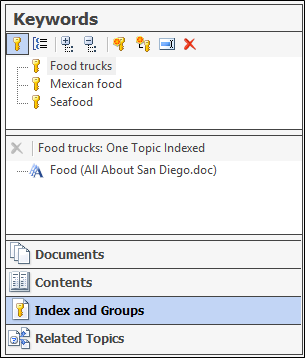 Keywords
Food trucks
Mexican food
Seafood
Food trucks: One Topic Indexed
Food (All About San Diego.doc)
Documents
Contents
Index and Groups
Related Topics